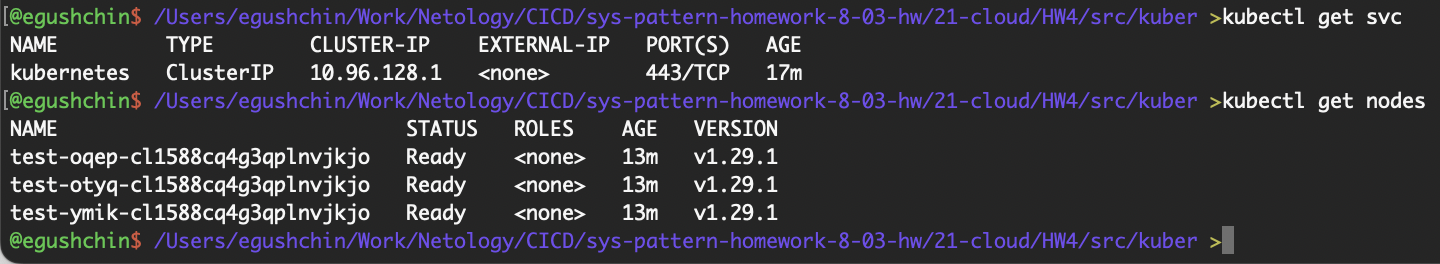 [@egushchin$ /Users/egushchin/Work/Netology/CICD/sys-pattern-homework-8-03-hw/21-cloud/HW4/src/kuber >kubectl get svc
NAME         TYPE        CLUSTER-IP    EXTERNAL-IP   PORT(S)   AGE
kubernetes   ClusterIP   10.96.128.1   <none>        443/TCP   17m
[@egushchin$ /Users/egushchin/Work/Netology/CICD/sys-pattern-homework-8-03-hw/21-cloud/HW4/src/kuber >kubectl get nodes
NAME                             STATUS   ROLES    AGE   VERSION
test-oqep-cl1588cq4g3qplnvjkjo   Ready    <none>   13m   v1.29.1
test-otyq-cl1588cq4g3qplnvjkjo   Ready    <none>   13m   v1.29.1
test-ymik-cl1588cq4g3qplnvjkjo   Ready    <none>   13m   v1.29.1
@egushchin$ /Users/egushchin/Work/Netology/CICD/sys-pattern-homework-8-03-hw/21-cloud/HW4/src/kuber >